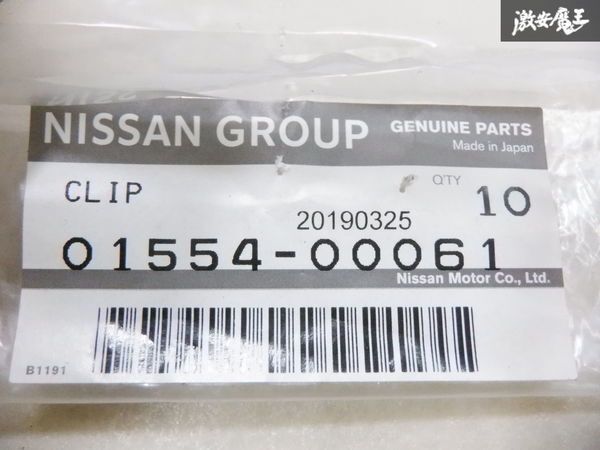 激安魔王
NISSAN GROUP
GENUINE PARTS
Made in Japan
CLIP
Q'TY 10
20190325
01554-00061
Nissan Motor Co., Ltd.
B1191